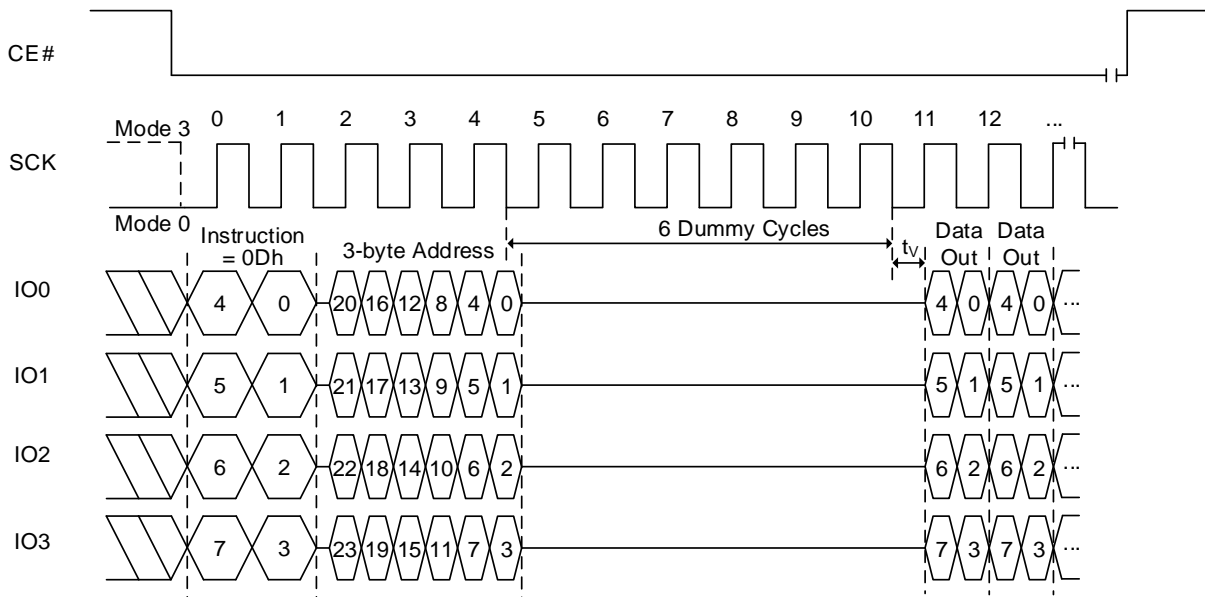 CE#
0 1 2 3 4 5 6 7 8 9 10 11 12 ...
Mode 3
SCK
Mode 0
Instruction
= 0Dh
3-byte Address
6 Dummy Cycles
tV
Data
Out
Data
Out
IO0 4 0 20 16 12 8 4 0 4 0 4 0 ...
IO1 5 1 21 17 13 9 5 1 5 1 5 1 ...
IO2 6 2 22 18 14 10 6 2 6 2 6 2 ...
IO3 7 3 23 19 15 11 7 3 7 3 7 3 ...